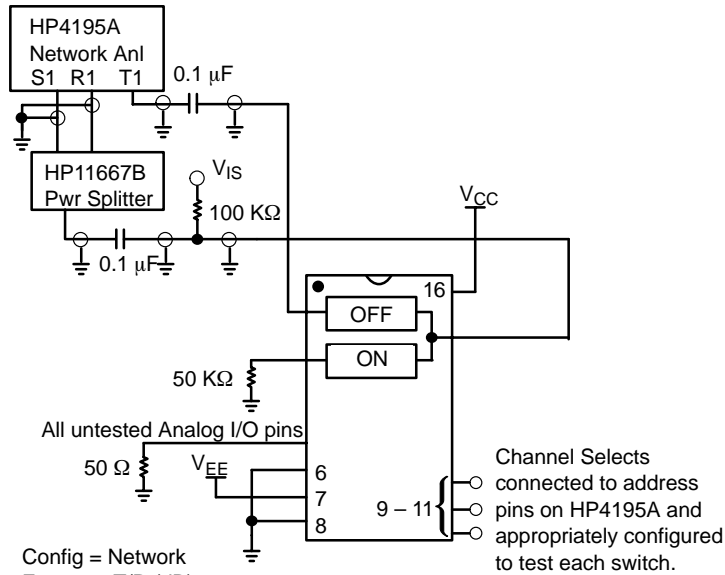 HP4195A
Network Anl
S1 R1 T1
0.1 μF
HP11667B
Pwr Splitter
VIS
100 KΩ
VCC
0.1 μF
16
OFF
ON
50 KΩ
All untested Analog I/O pins
50 Ω
VEE
6
7
8
9 – 11
Channel Selects
connected to address
pins on HP4195A and
appropriately configured
to test each switch.
Config = Network